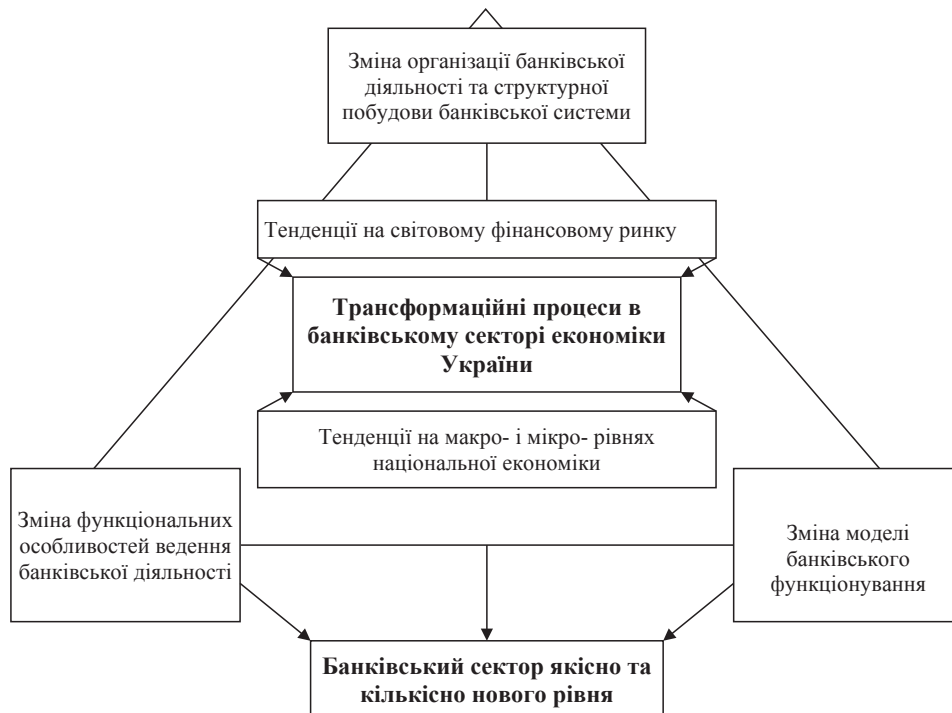 Зміна організації банківської
діяльності та структурної
побудови банківської системи
Тенденції на світовому фінансовому ринку
Трансформаційні процеси в
банківському секторі економіки
України
Тенденції на макро- і мікро- рівнях
національної економіки
Зміна функціональних
особливостей ведення
банківської діяльності
Зміна моделі
банківського
функціонування
Банківський сектор якісно та
кількісно нового рівня